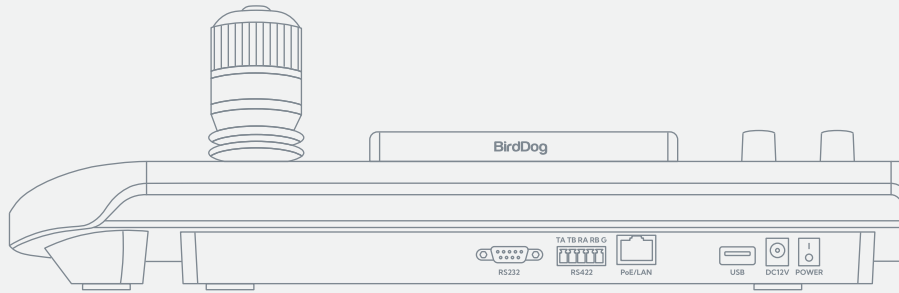 BirdDog
TA TB RA RB G
RS232
RS422
PoE/LAN
USB
DC12V
POWER